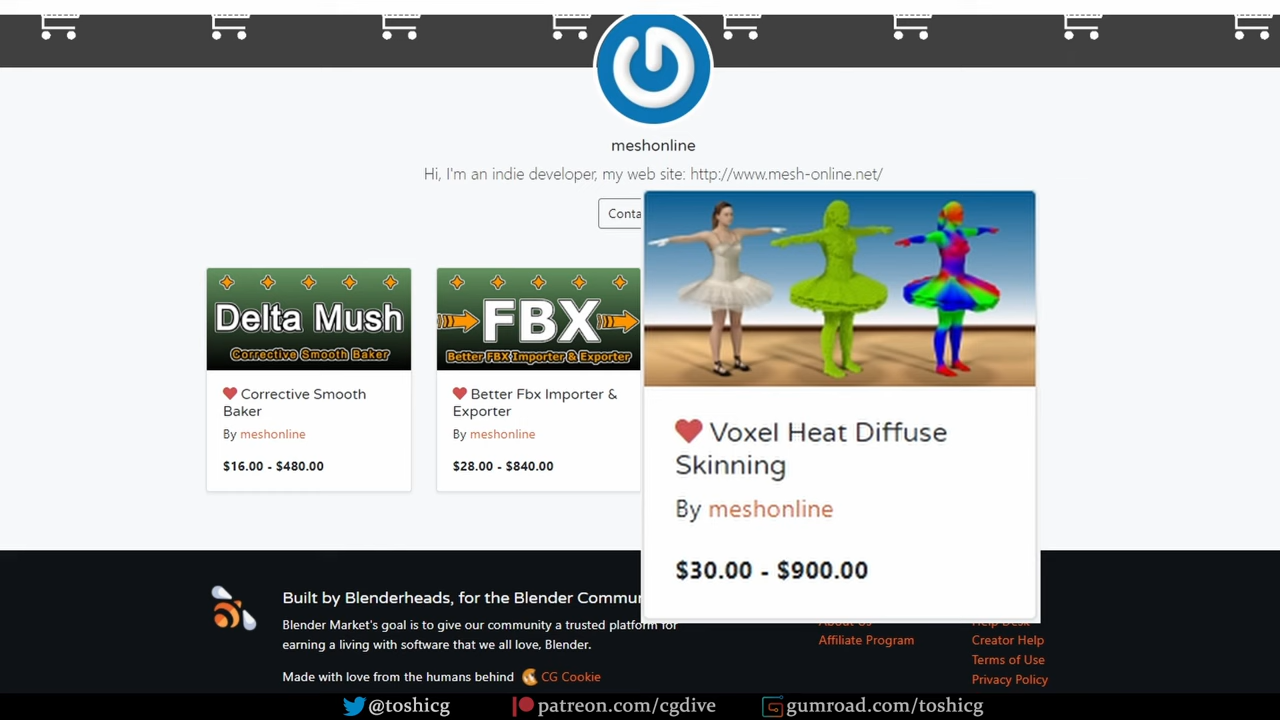 meshonline
Hi, I'm an indie developer, my web site: http://www.mesh-online.net/
Conta
Delta Mush
Corrective Smooth Baker
Corrective Smooth
Baker
By meshonline
$16.00 - $480.00
FBX
Better FBX Importer & Exporter
Better Fbx Importer &
Exporter
By meshonline
$28.00 - $840.00
Voxel Heat Diffuse
Skinning
By meshonline
$30.00 - $900.00
Built by Blenderheads, for the Blender Commu
Blender Market's goal is to give our community a trusted platform for
earning a living with software that we all love, Blender.
Made with love from the humans behind CG Cookie
About Us
Affiliate Program
Help Desk
Creator Help
Terms of Use
Privacy Policy
@toshicg
patreon.com/cgdive
gumroad.com/toshicg